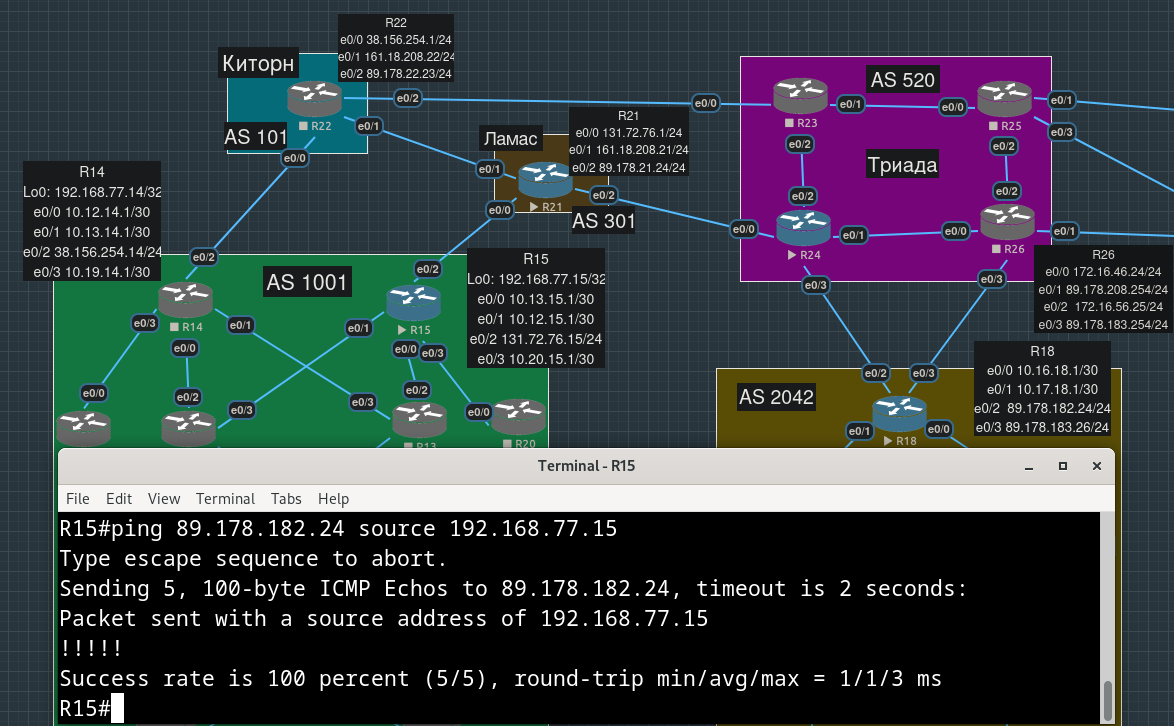 R22
e0/0 38.156.254.1/24
e0/1 161.18.208.22/24
e0/2 89.178.22.23/24
Киторн
R22
AS 101
e0/2
e0/1
e0/0
Ламас
R21
e0/0 131.72.76.1/24
e0/1 161.18.208.21/24
e0/2 89.178.21.24/24
e0/1
R21
e0/2
e0/0
AS 301
AS 520
e0/0
R23
e0/1
e0/0
R25
e0/1
e0/3
e0/2
e0/2
Триада
e0/2
e0/2
e0/0
R24
e0/1
e0/0
R26
e0/1
e0/3
e0/3
R26
e0/0 172.16.46.24/24
e0/1 89.178.208.254/24
e0/2 172.16.56.25/24
e0/3 89.178.183.254/24
R14
Lo0: 192.168.77.14/32
e0/0 10.12.14.1/30
e0/1 10.13.14.1/30
e0/2 38.156.254.14/24
e0/3 10.19.14.1/30
e0/2
AS 1001
e0/2
R14
R15
e0/3
e0/1
e0/1
e0/0
e0/0
e0/3
e0/0
e0/2
e0/3
e0/3
e0/2
e0/0
R13
R20
R15
Lo0: 192.168.77.15/32
e0/0 10.13.15.1/30
e0/1 10.12.15.1/30
e0/2 131.72.76.15/24
e0/3 10.20.15.1/30
R18
e0/0 10.16.18.1/30
e0/1 10.17.18.1/30
e0/2 89.178.182.24/24
e0/3 89.178.183.26/24
AS 2042
e0/2
e0/3
e0/1
R18
e0/0
Terminal - R15
File Edit View Terminal Tabs Help
R15#ping 89.178.182.24 source 192.168.77.15
Type escape sequence to abort.
Sending 5, 100-byte ICMP Echos to 89.178.182.24, timeout is 2 seconds:
Packet sent with a source address of 192.168.77.15
!!!!!
Success rate is 100 percent (5/5), round-trip min/avg/max = 1/1/3 ms
R15#